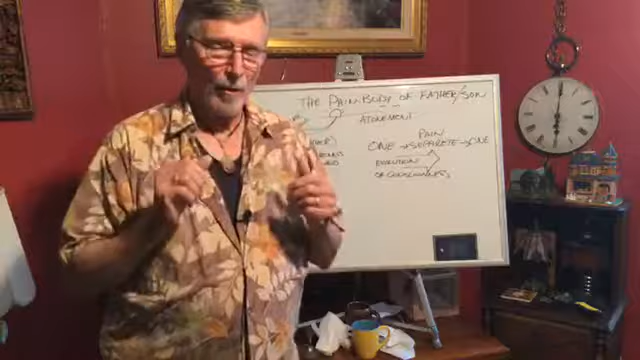 THE PAIN-BODY OF FATHER/SON
ATONEMENT
PAIN
ONE → SEPARATE → ONE
EVOLUTION
OF CONSCIOUSNESS